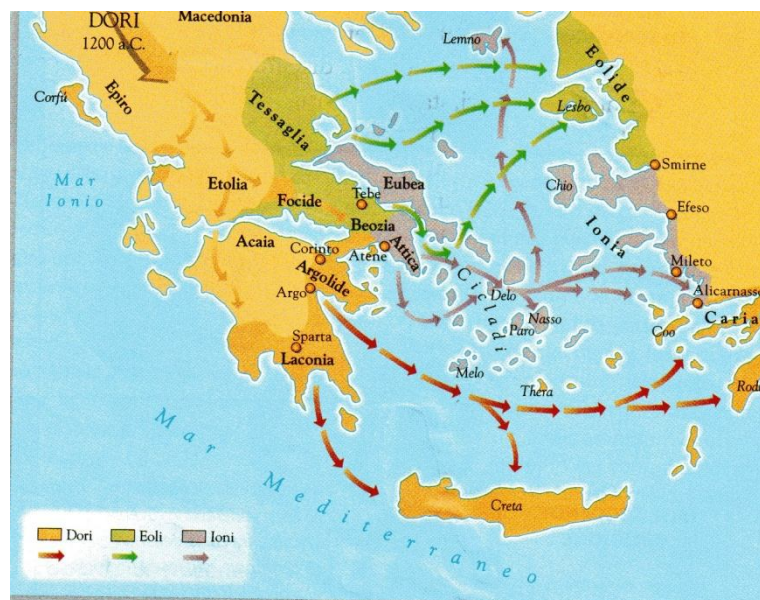 Macedonia
DORI
1200 a.C.
Lemno
Eolide
Epiro
Corfú
Tessaglia
Lesbo
Smirne
Mar
Ionio
Etolia
Eubea
Chio
Focide
Tebe
Efeso
Beozia
Ionia
Acaia
Corinto
Atene
Attica
Mileto
Argolide
Argo
Delo
Cicladi
Alicarnasso
Nasso
Caria
Paro
Coo
Sparta
Laconia
Melo
Thera
Rodi
Mar Mediterraneo
Creta
Dori Eoli Ioni